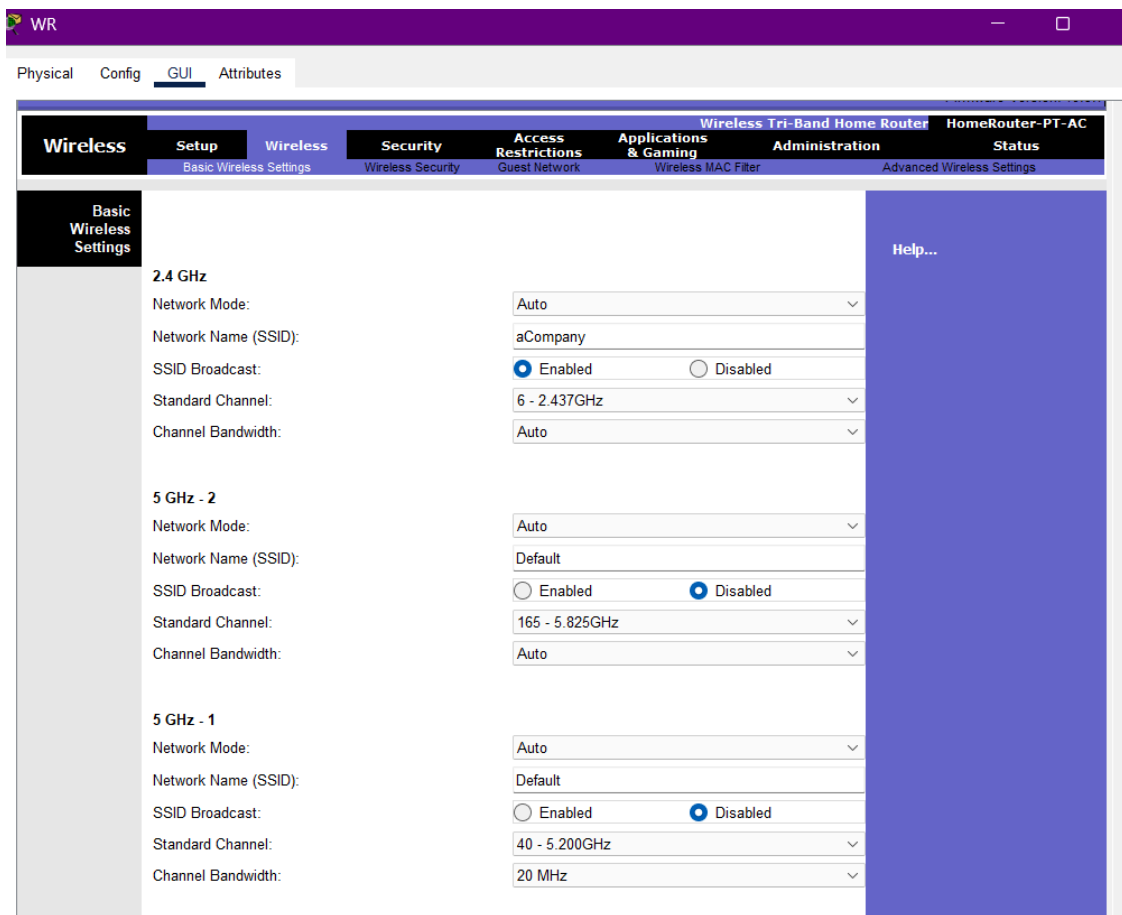 WR
Physical Config GUI Attributes
Wireless Tri-Band Home Router HomeRouter-PT-AC
Wireless Setup Wireless Security Access Restrictions Applications & Gaming Administration Status
Basic Wireless Settings Wireless Security Guest Network Wireless MAC Filter Advanced Wireless Settings
Basic
Wireless
Settings
Help...
2.4 GHz
Network Mode: Auto
Network Name (SSID): aCompany
SSID Broadcast: Enabled Disabled
Standard Channel: 6 - 2.437GHz
Channel Bandwidth: Auto
5 GHz - 2
Network Mode: Auto
Network Name (SSID): Default
SSID Broadcast: Enabled Disabled
Standard Channel: 165 - 5.825GHz
Channel Bandwidth: Auto
5 GHz - 1
Network Mode: Auto
Network Name (SSID): Default
SSID Broadcast: Enabled Disabled
Standard Channel: 40 - 5.200GHz
Channel Bandwidth: 20 MHz